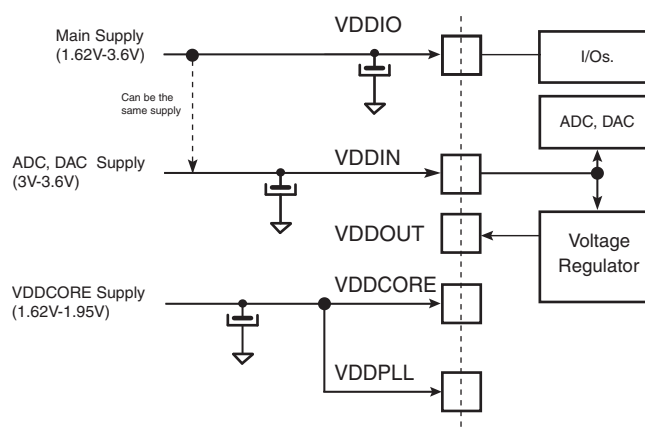 VDDIO
Main Supply
(1.62V-3.6V)
I/Os.
Can be the
same supply
ADC, DAC
ADC, DAC Supply
(3V-3.6V)
VDDIN
VDDOUT
Voltage
Regulator
VDDCORE Supply
(1.62V-1.95V)
VDDCORE
VDDPLL